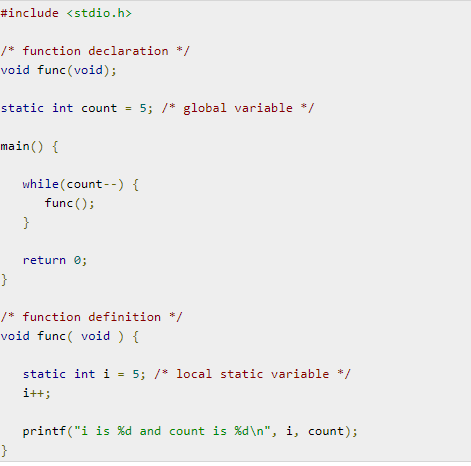 #include <stdio.h>
/* function declaration */
void func(void);
static int count = 5; /* global variable */
main() {
   while(count--) {
      func();
   }
   return 0;
}
/* function definition */
void func( void ) {
   static int i = 5; /* local static variable */
   i++;
   printf("i is %d and count is %d\n", i, count);
}